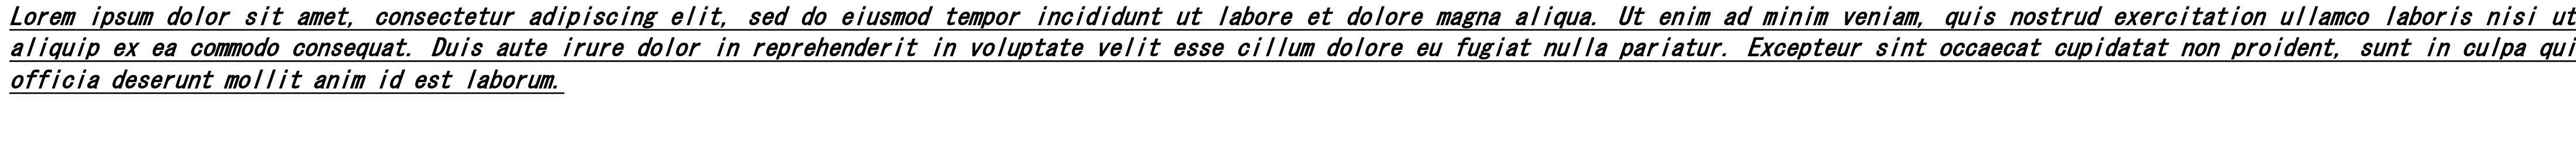 Lorem ipsum dolor sit amet, consectetur adipiscing elit, sed do eiusmod tempor incididunt ut labore et dolore magna aliqua. Ut enim ad minim veniam, quis nostrud exercitation ullamco laboris nisi ut
aliquip ex ea commodo consequat. Duis aute irure dolor in reprehenderit in voluptate velit esse cillum dolore eu fugiat nulla pariatur. Excepteur sint occaecat cupidatat non proident, sunt in culpa qui
officia deserunt mollit anim id est laborum.